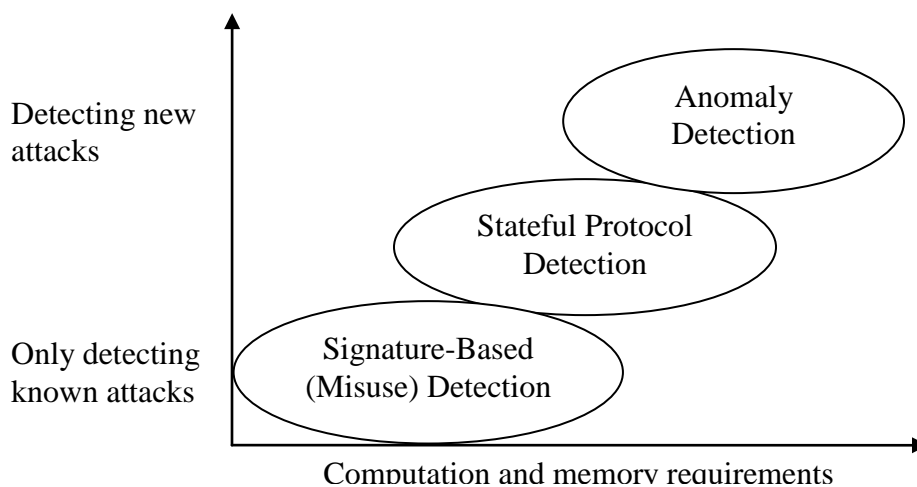 Anomaly
Detection
Detecting new
attacks
Stateful Protocol
Detection
Signature-Based
(Misuse) Detection
Only detecting
known attacks
Computation and memory requirements